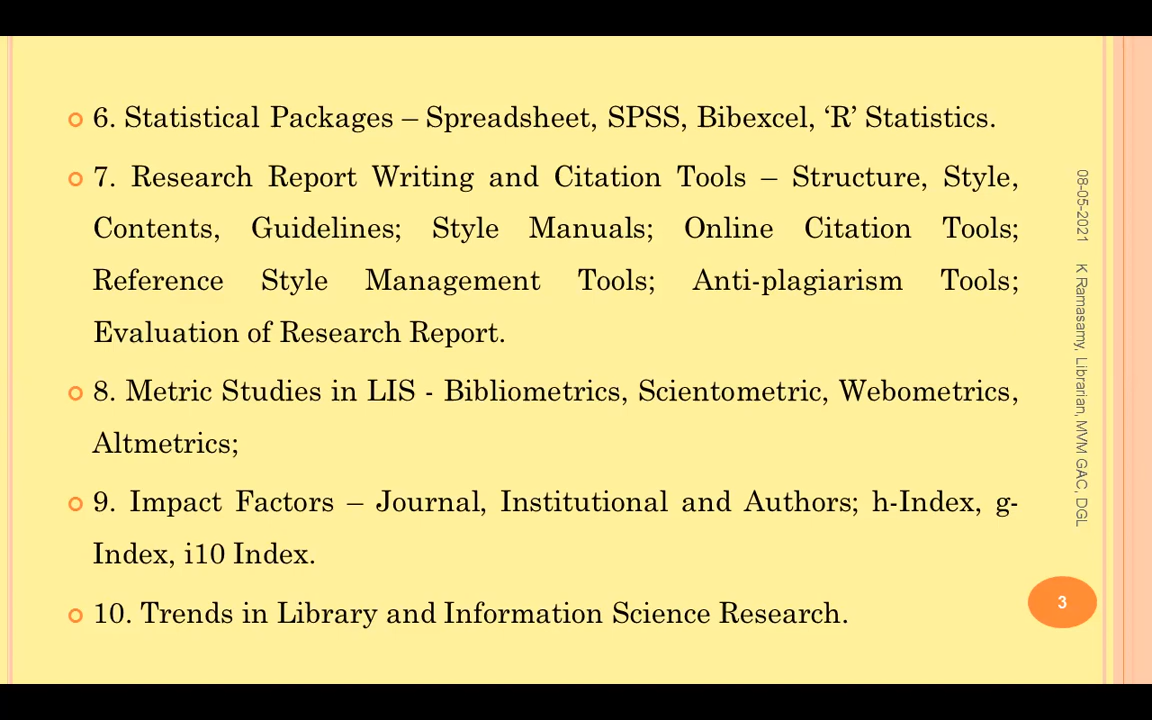 6. Statistical Packages – Spreadsheet, SPSS, Bibexcel, ‘R’ Statistics.
7. Research Report Writing and Citation Tools – Structure, Style,
Contents, Guidelines; Style Manuals; Online Citation Tools;
Reference Style Management Tools; Anti-plagiarism Tools;
Evaluation of Research Report.
8. Metric Studies in LIS - Bibliometrics, Scientometric, Webometrics,
Altmetrics;
9. Impact Factors – Journal, Institutional and Authors; h-Index, g-
Index, i10 Index.
10. Trends in Library and Information Science Research.
08-05-2021 K Ramasamy, Librarian, MVM GAC, DGL
3